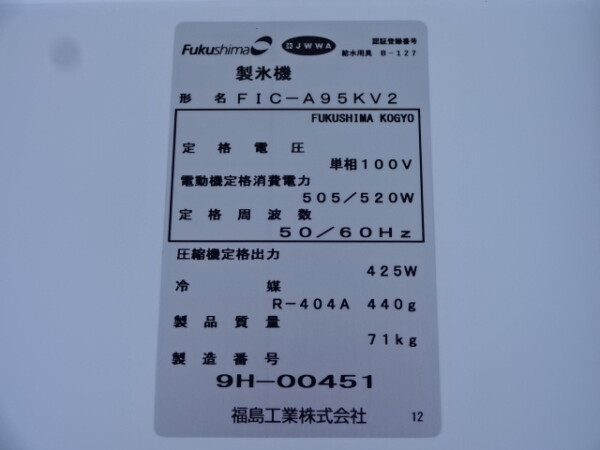 Fukushima JWWA 認証登録番号
給水用具 B-127
製氷機
形 名 FIC-A95KV2
FUKUSHIMA KOGYO
定格電圧
単相100V
電動機定格消費電力
505/520W
定格周波数
50/60Hz
圧縮機定格出力
425W
冷媒
R-404A 440g
製品質量
71kg
製造番号
9H-00451
福島工業株式会社 12